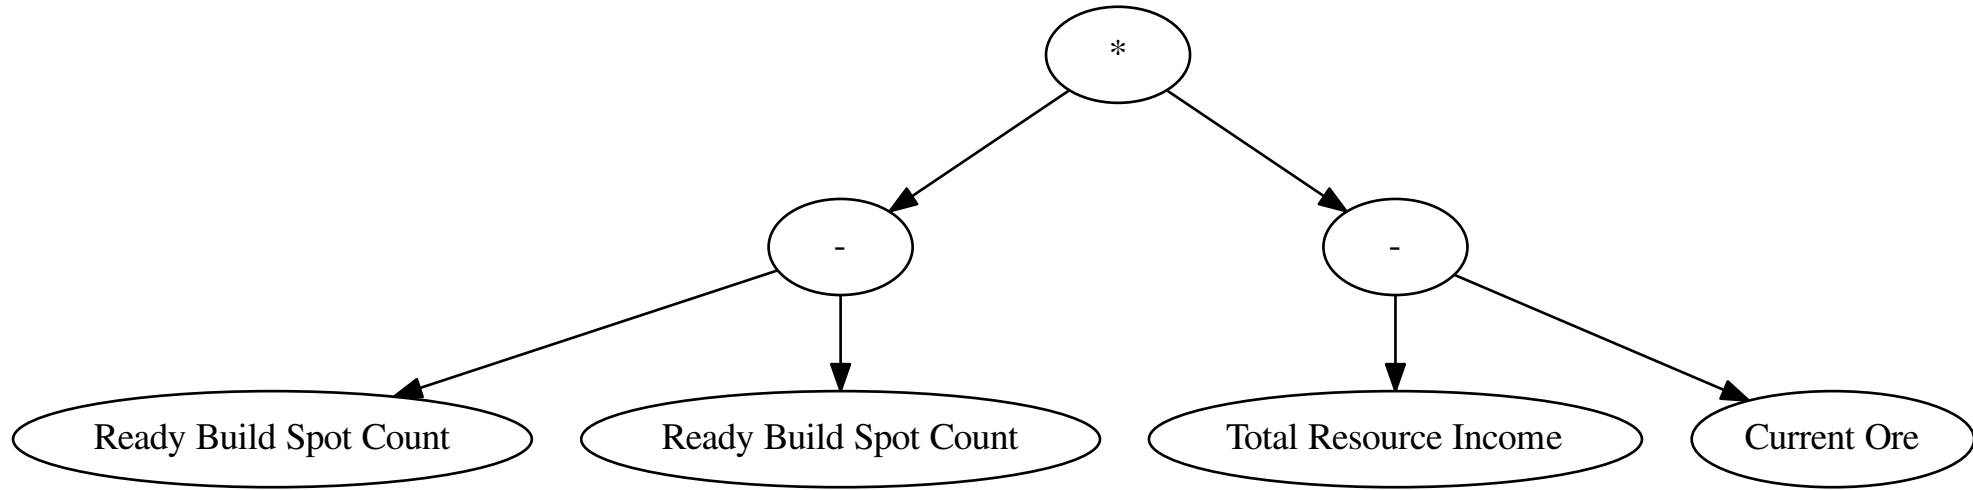 *
-
-
Ready Build Spot Count
Ready Build Spot Count
Total Resource Income
Current Ore